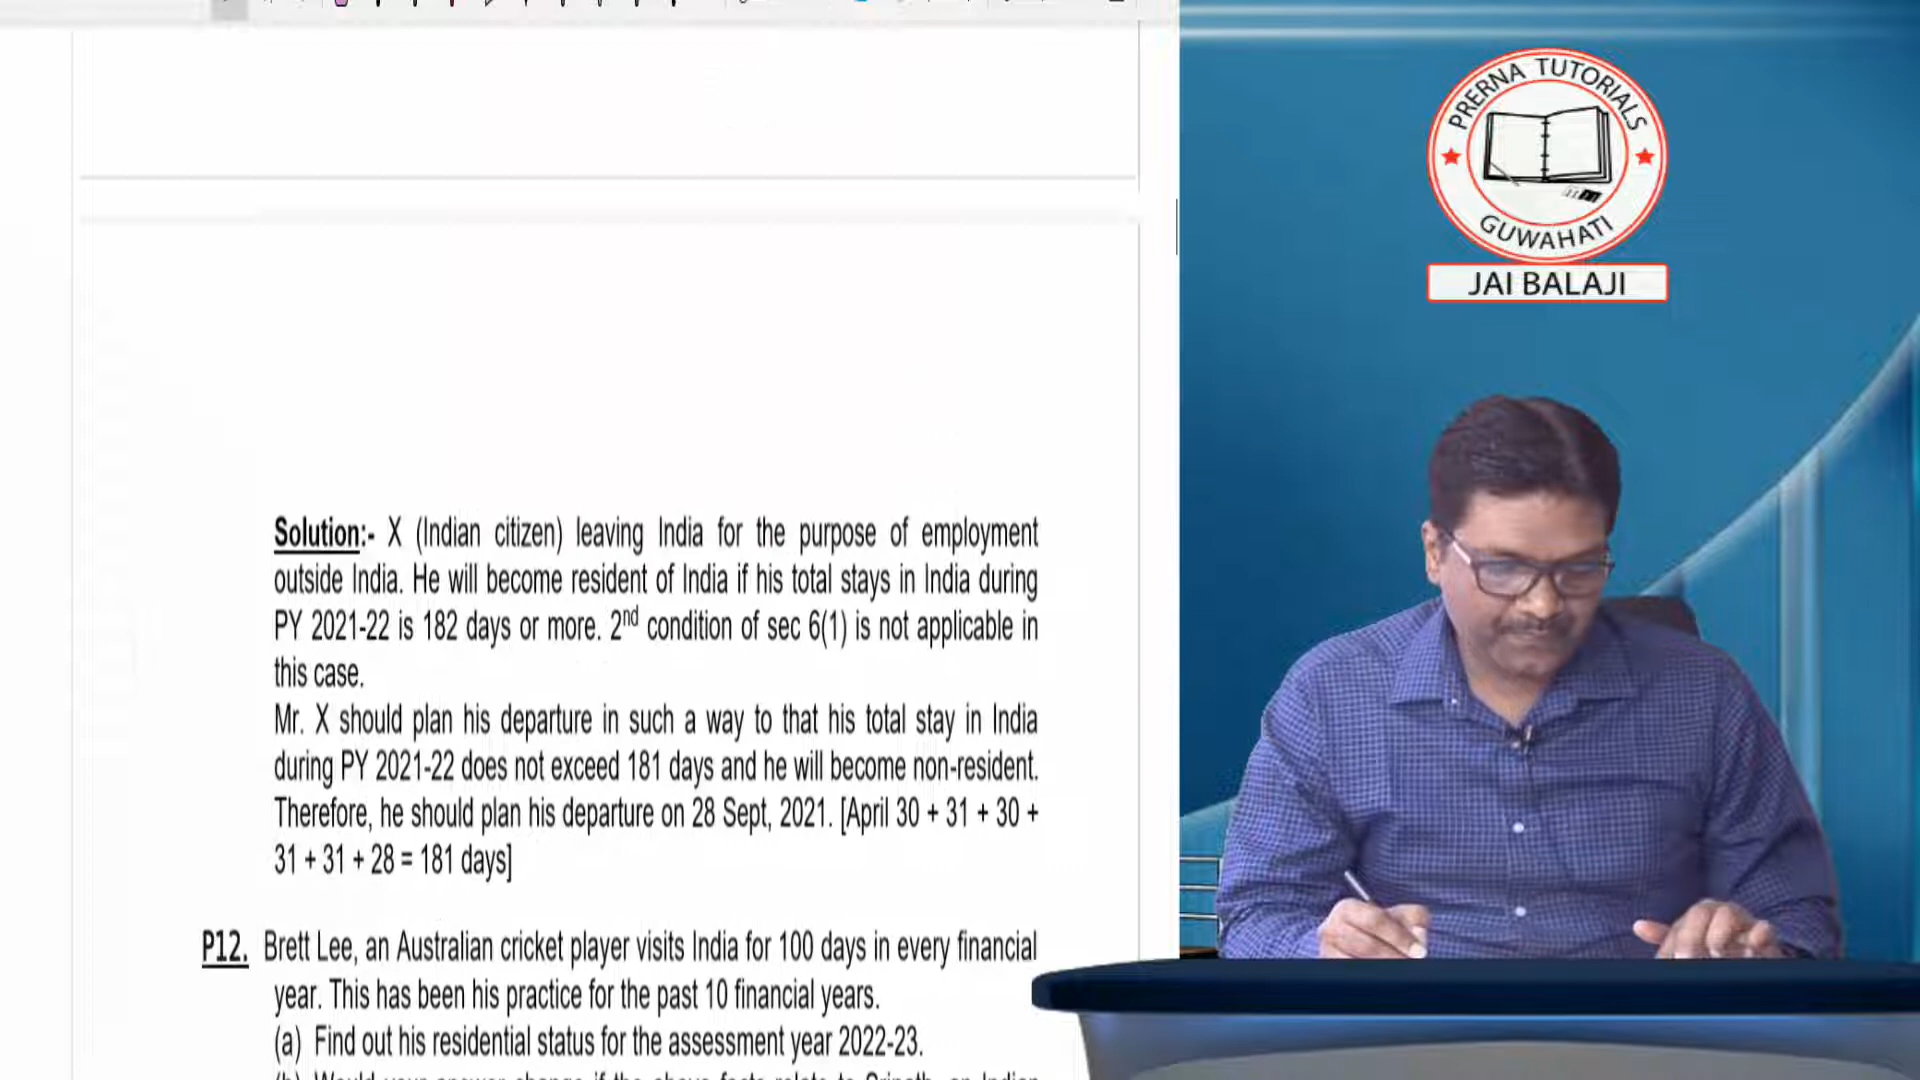 PRERNA TUTORIALS
GUWAHATI
JAI BALAJI
Solution:- X (Indian citizen) leaving India for the purpose of employment
outside India. He will become resident of India if his total stays in India during
PY 2021-22 is 182 days or more. 2nd condition of sec 6(1) is not applicable in
this case.
Mr. X should plan his departure in such a way to that his total stay in India
during PY 2021-22 does not exceed 181 days and he will become non-resident.
Therefore, he should plan his departure on 28 Sept, 2021. [April 30 + 31 + 30 +
31 + 31 + 28 = 181 days]
P12. Brett Lee, an Australian cricket player visits India for 100 days in every financial
year. This has been his practice for the past 10 financial years.
(a) Find out his residential status for the assessment year 2022-23.